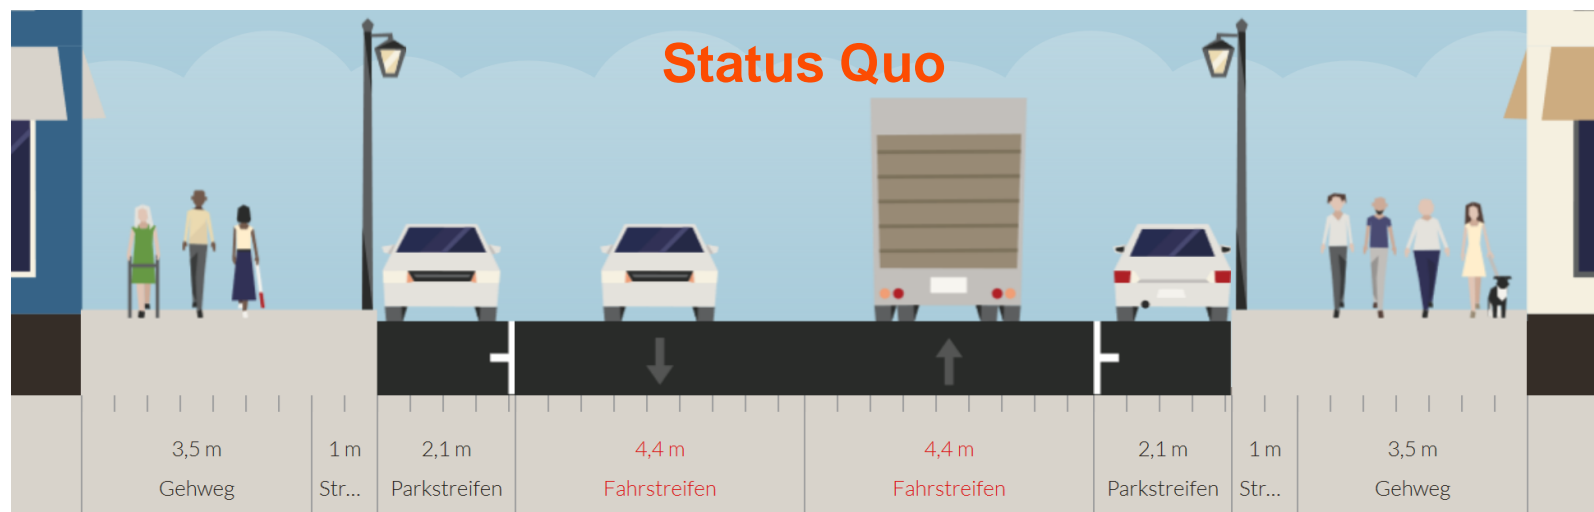 Status Quo
3,5 m 1 m 2,1 m 4,4 m 4,4 m 2,1 m 1 m 3,5 m
Gehweg Str... Parkstreifen Fahrstreifen Fahrstreifen Parkstreifen Str... Gehweg